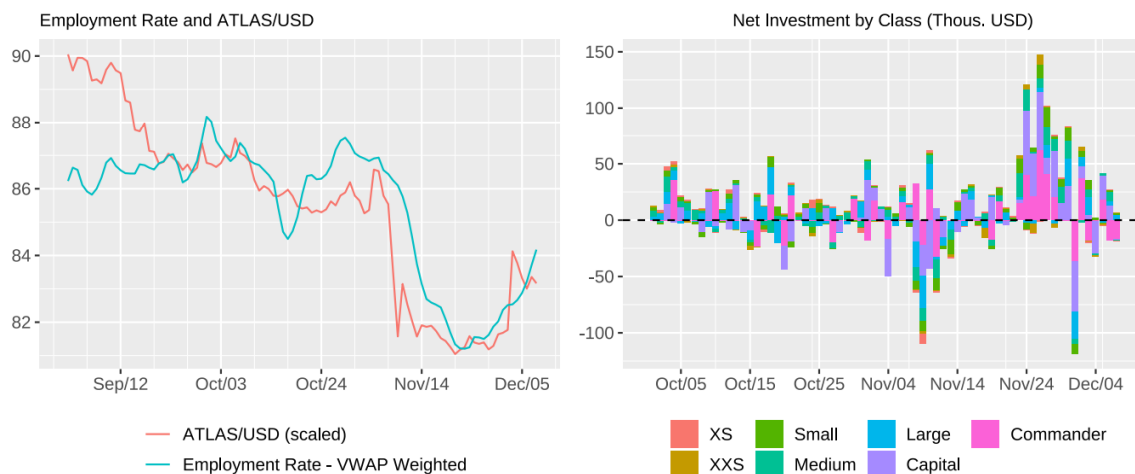 Employment Rate and ATLAS/USD
90
88
86
84
82
Sep/12 Oct/03 Oct/24 Nov/14 Dec/05
ATLAS/USD (scaled)
Employment Rate - VWAP Weighted
Net Investment by Class (Thous. USD)
150
100
50
0
-50
-100
Oct/05 Oct/15 Oct/25 Nov/04 Nov/14 Nov/24 Dec/04
XS Small Large Commander
XXS Medium Capital